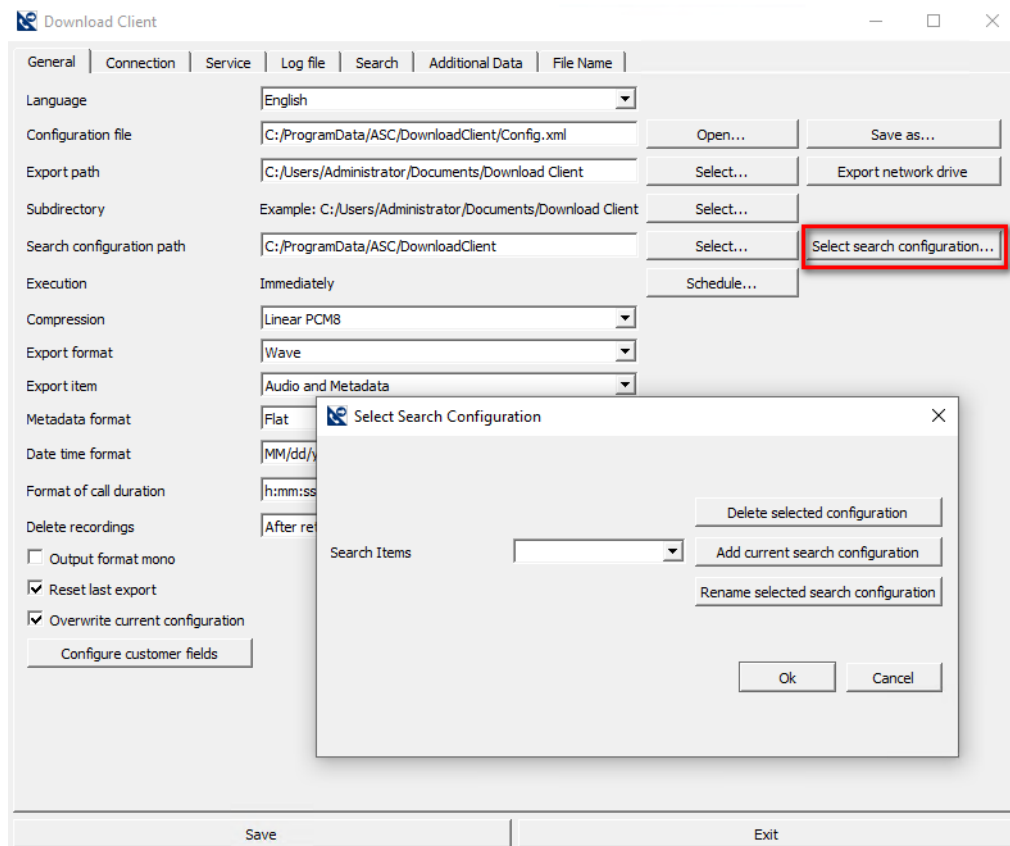 Download Client
General Connection Service Log file Search Additional Data File Name
Language English
Configuration file C:/ProgramData/ASC/DownloadClient/Config.xml Open... Save as...
Export path C:/Users/Administrator/Documents/Download Client Select... Export network drive
Subdirectory Example: C:/Users/Administrator/Documents/Download Client Select...
Search configuration path C:/ProgramData/ASC/DownloadClient Select... Select search configuration...
Execution Immediately Schedule...
Compression Linear PCM8
Export format Wave
Export item Audio and Metadata
Metadata format Flat
Date time format MM/dd/y
Format of call duration h:mm:ss
Delete recordings After ret
Output format mono
Reset last export
Overwrite current configuration
Configure customer fields
Select Search Configuration
Delete selected configuration
Search Items Add current search configuration
Rename selected search configuration
Ok Cancel
Save Exit